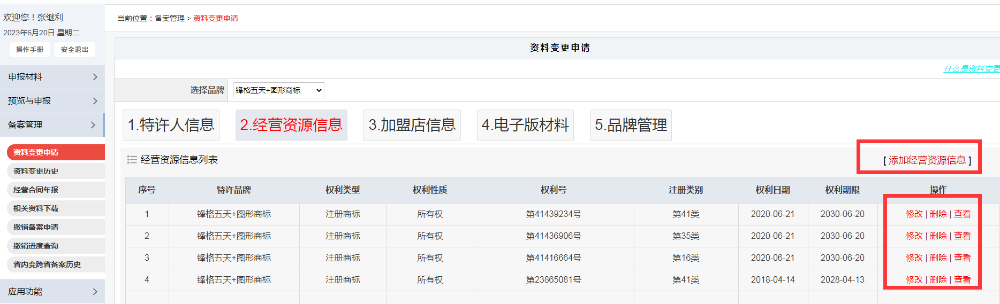 欢迎您！张继利
2023年6月20日 星期二
操作手册 安全退出
申报材料
预览与申报
备案管理
资料变更申请
资料变更历史
经营合同年报
相关资料下载
撤销备案申请
撤销进度查询
省内变跨省备案历史
应用功能
当前位置：备案管理 > 资料变更申请
资料变更申请
什么是资料变更
选择品牌 锋格五天+图形商标
1.特许人信息 2.经营资源信息 3.加盟店信息 4.电子版材料 5.品牌管理
经营资源信息列表 [ 添加经营资源信息 ]
序号 特许品牌 权利类型 权利性质 权利号 注册类别 权利日期 权利期限 操作
1 锋格五天+图形商标 注册商标 所有权 第41439234号 第41类 2020-06-21 2030-06-20 修改 | 删除 | 查看
2 锋格五天+图形商标 注册商标 所有权 第41436906号 第35类 2020-06-21 2030-06-20 修改 | 删除 | 查看
3 锋格五天+图形商标 注册商标 所有权 第41416664号 第16类 2020-06-21 2030-06-20 修改 | 删除 | 查看
4 锋格五天+图形商标 注册商标 所有权 第23865081号 第41类 2018-04-14 2028-04-13 修改 | 删除 | 查看